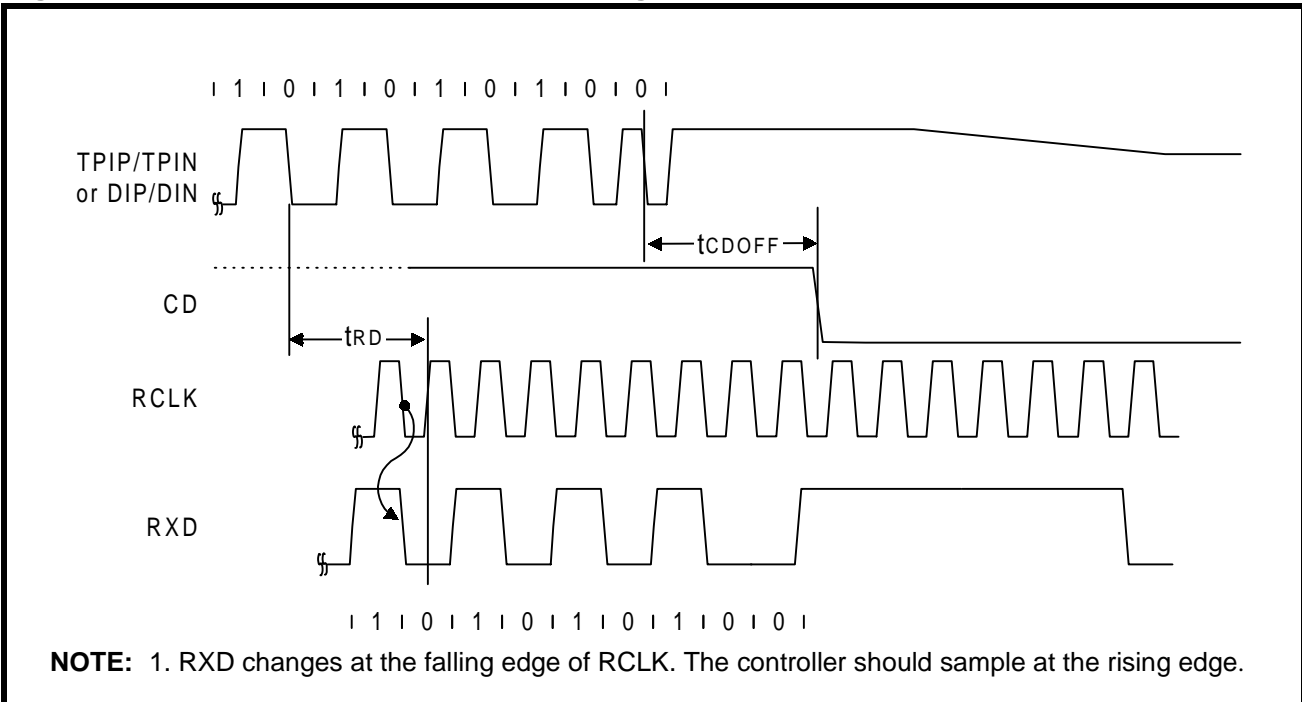 1 0 1 0 1 0 1 0 0
TPIP/TPIN
or DIP/DIN
tCDOFF
CD
tRD
RCLK
RXD
1 0 1 0 1 0 1 0 0
NOTE: 1. RXD changes at the falling edge of RCLK. The controller should sample at the rising edge.